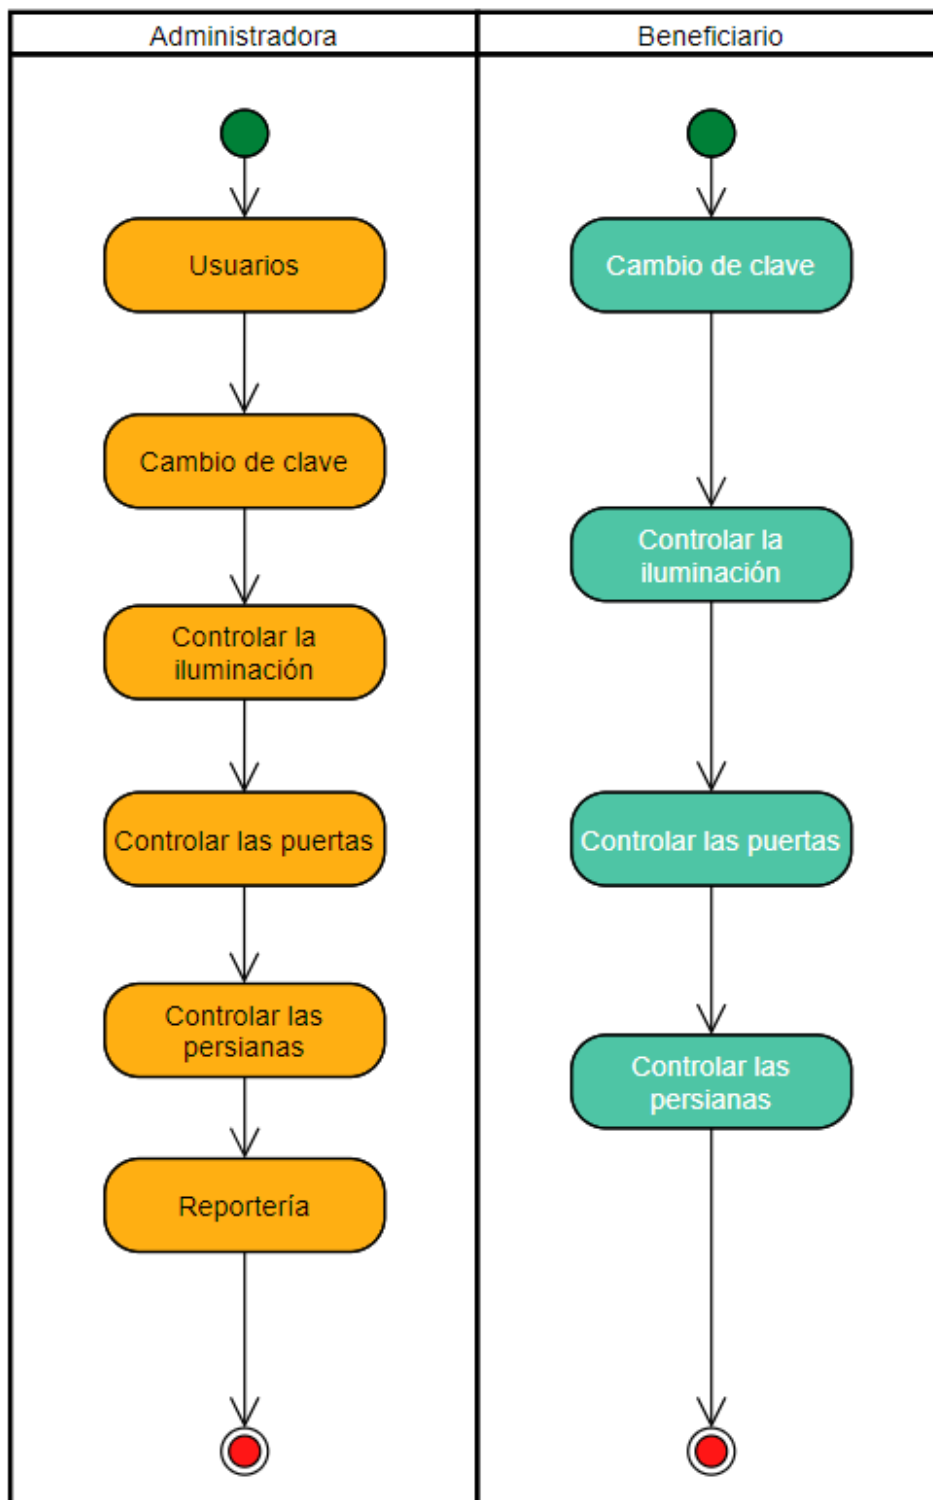 Administradora
Beneficiario
Usuarios
Cambio de clave
Controlar la
iluminación
Controlar las puertas
Controlar las
persianas
Reportería
Cambio de clave
Controlar la
iluminación
Controlar las puertas
Controlar las
persianas